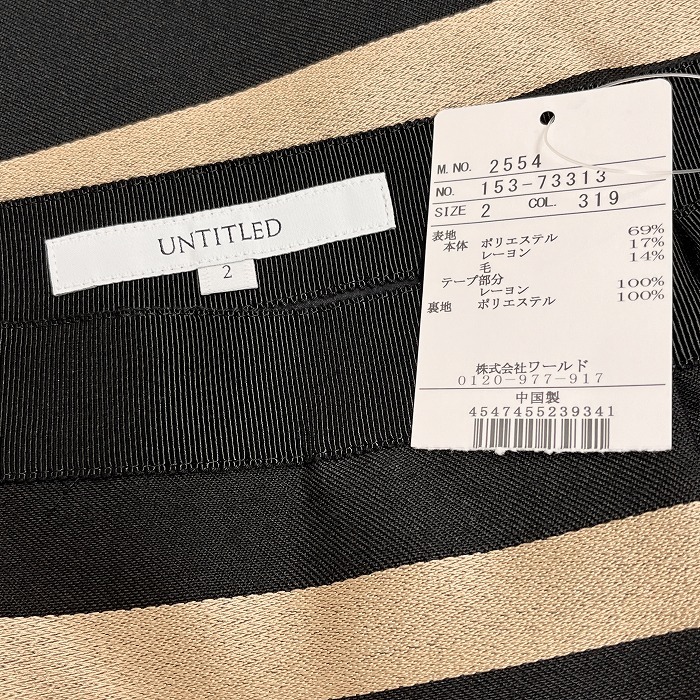 UNTITLED
2
M. NO. 2554
NO. 153-73313
SIZE 2 COL. 319
表地
本体 ポリエステル 69%
レーヨン 17%
毛 14%
テープ部分
レーヨン 100%
裏地 ポリエステル 100%
株式会社ワールド
0120-977-917
中国製
4547455239341